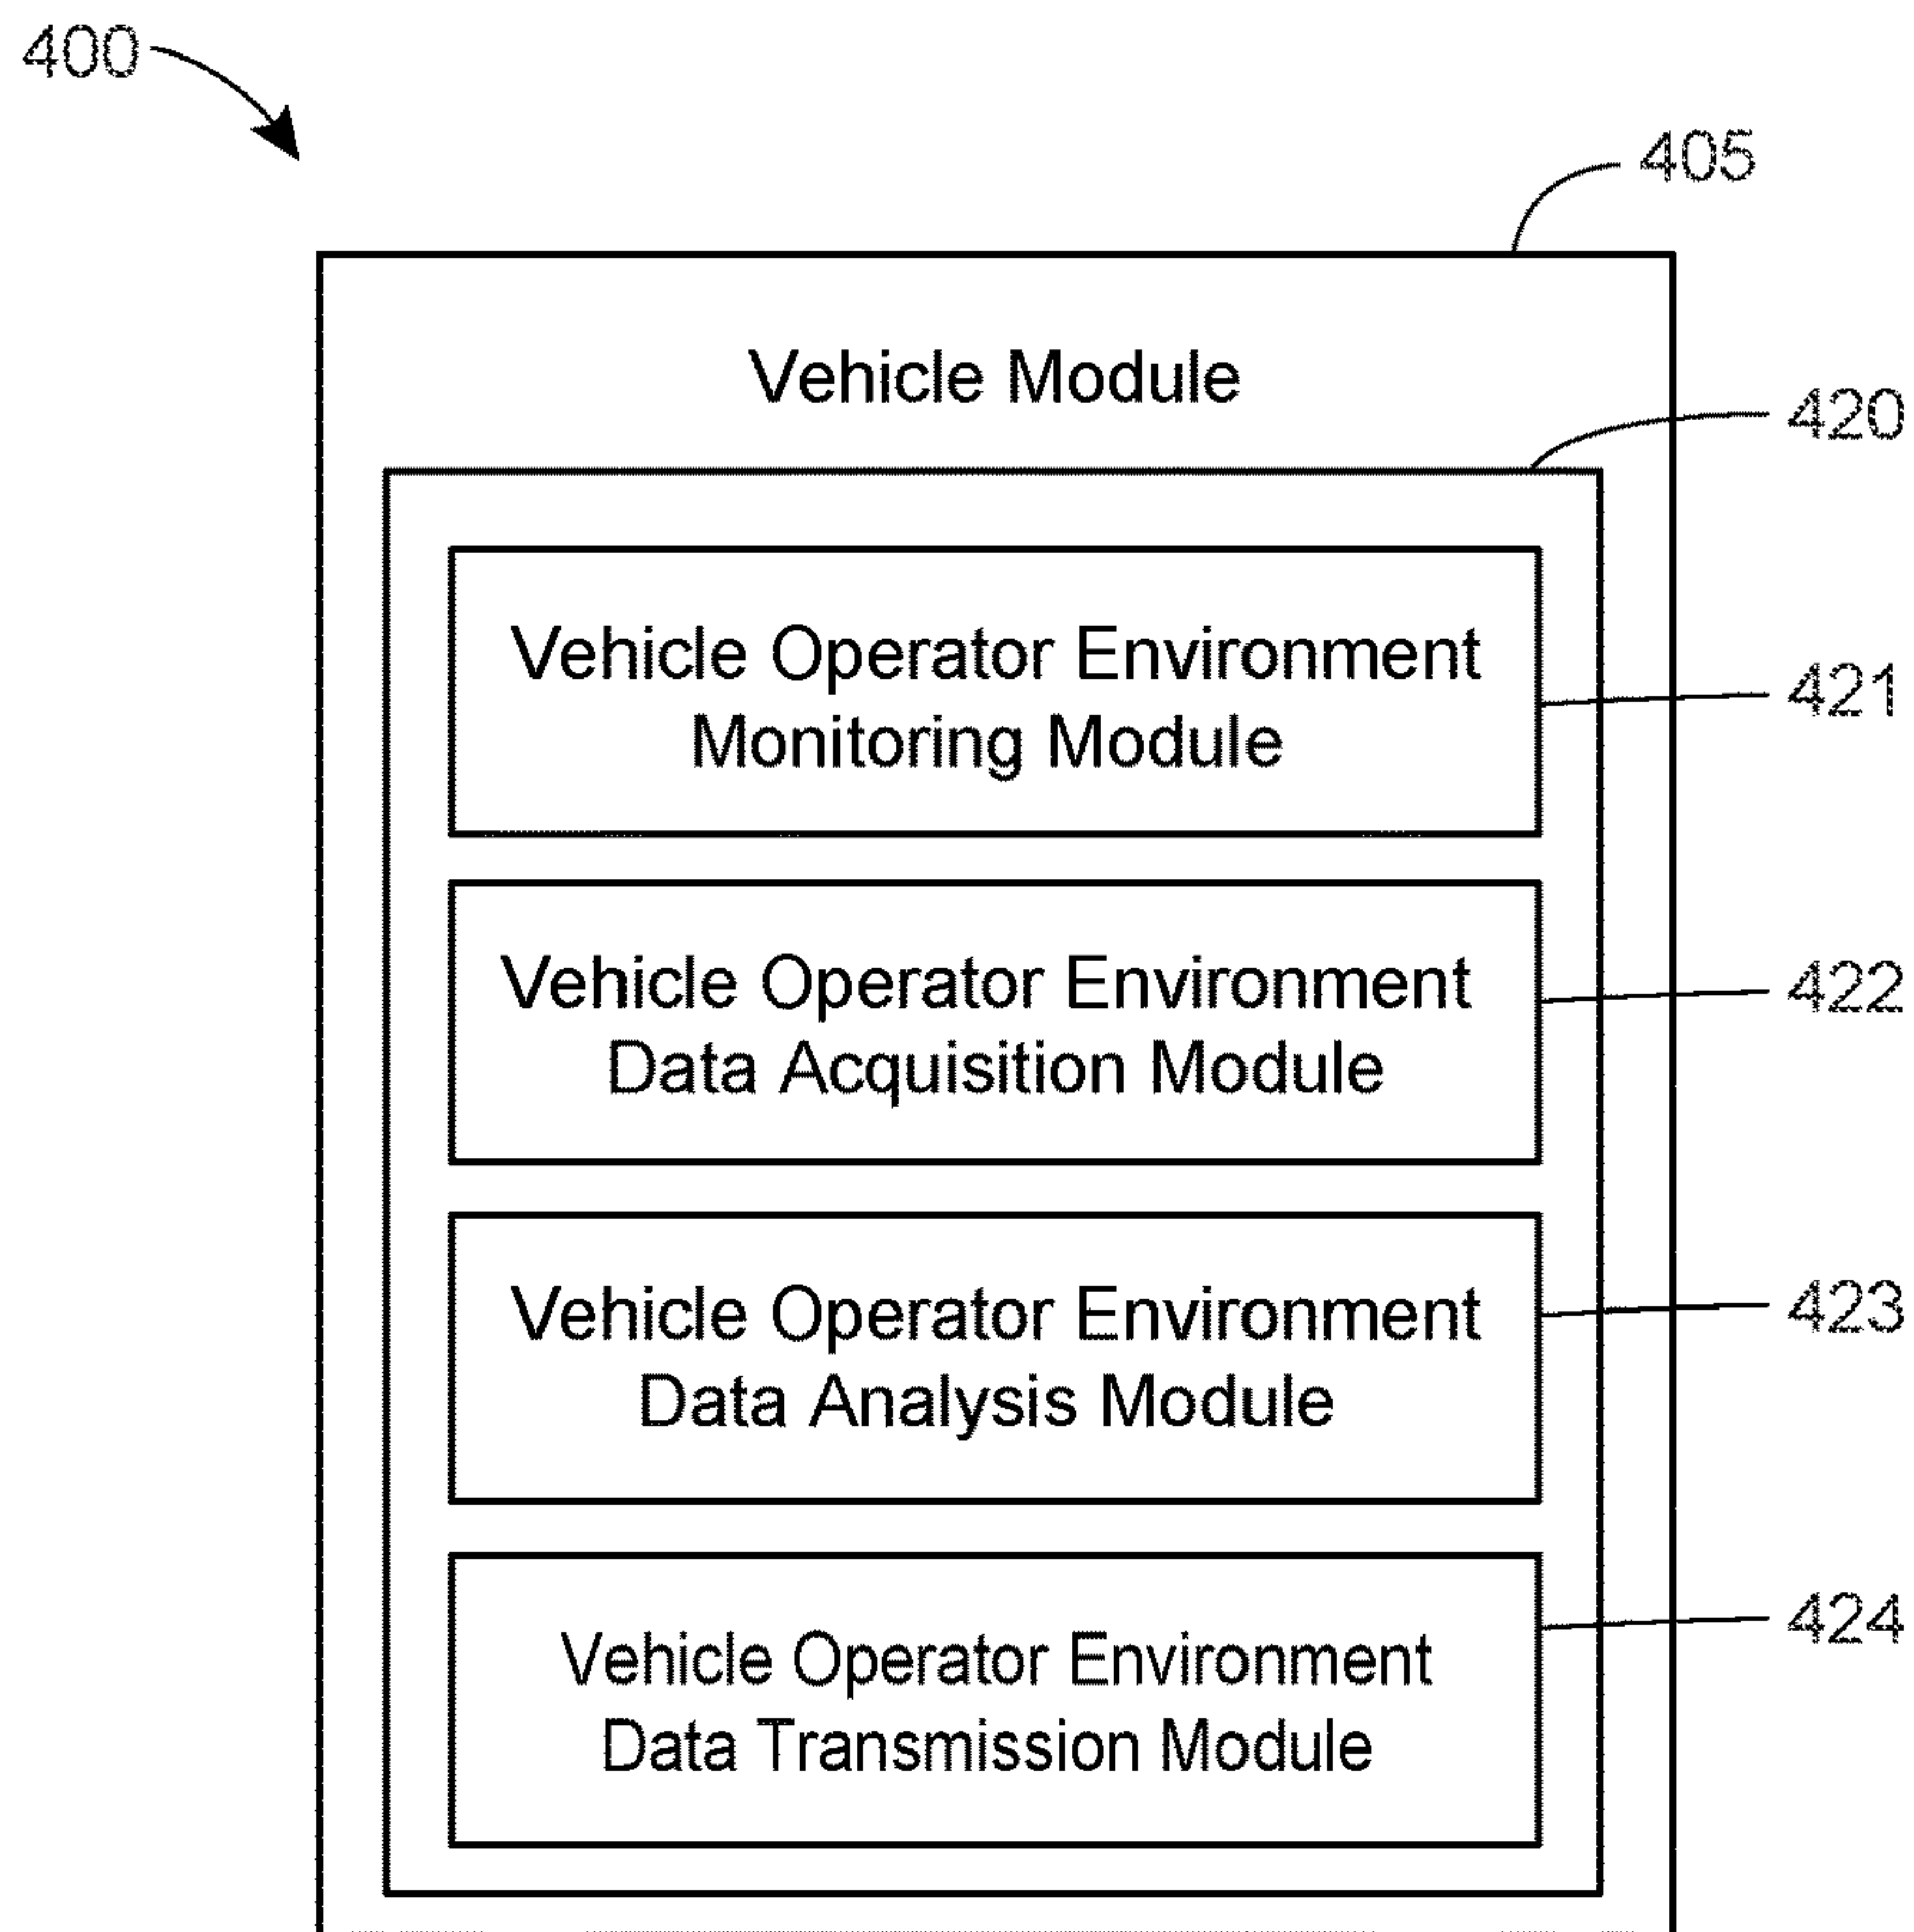 400
405
Vehicle Module
420
Vehicle Operator Environment
Monitoring Module
421
Vehicle Operator Environment
Data Acquisition Module
422
Vehicle Operator Environment
Data Analysis Module
423
Vehicle Operator Environment
Data Transmission Module
424